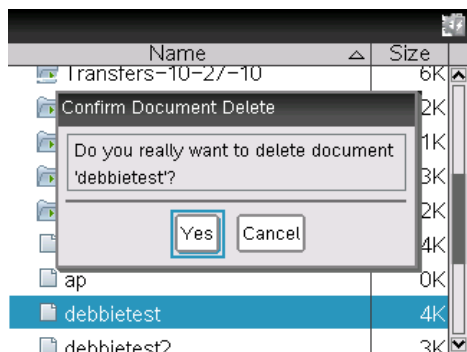 Name Size
Transfers-10-27-10 6K
Confirm Document Delete 2K
1K
Do you really want to delete document
'debbietest'? 3K
2K
Yes Cancel
4K
ap 0K
debbietest 4K
debbietest2 3K